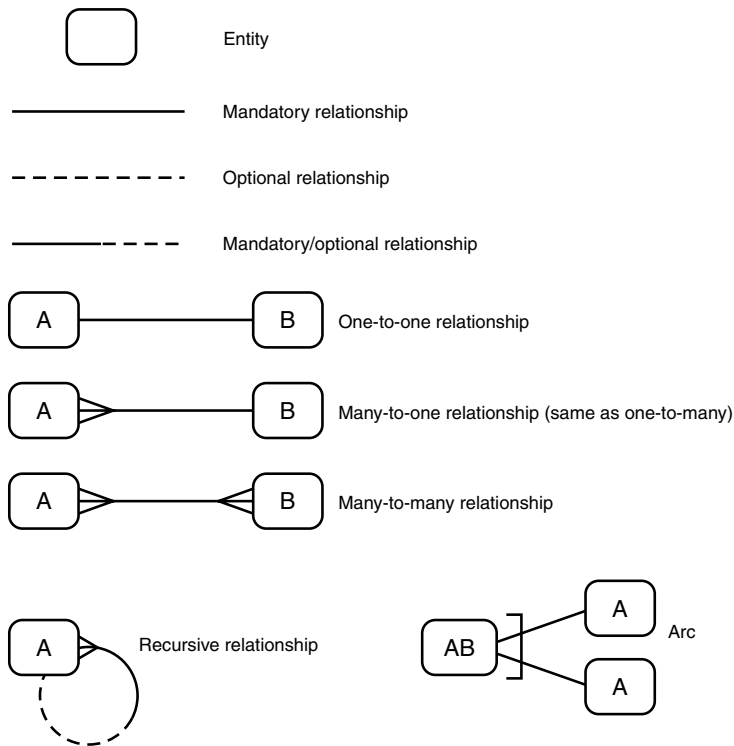 Entity
Mandatory relationship
Optional relationship
Mandatory/optional relationship
A B One-to-one relationship
A B Many-to-one relationship (same as one-to-many)
A B Many-to-many relationship
A Recursive relationship
AB
A
Arc
A